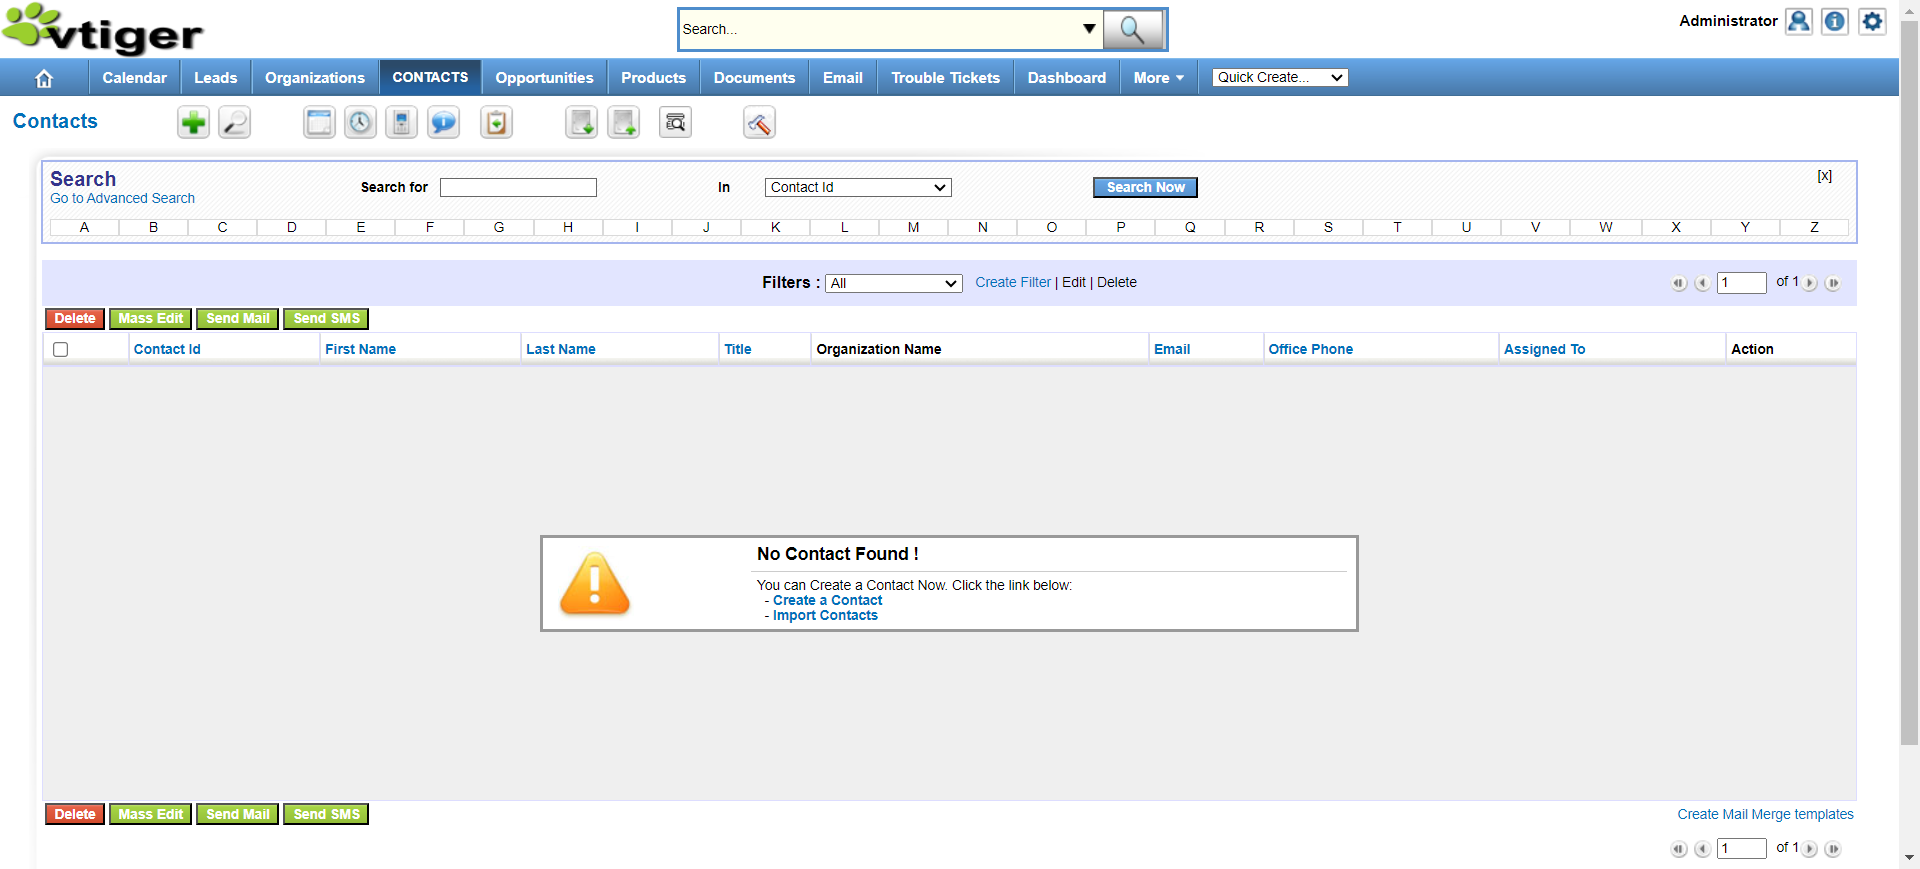 vtiger
Search...
Administrator
Calendar Leads Organizations CONTACTS Opportunities Products Documents Email Trouble Tickets Dashboard More Quick Create...
Contacts
Search
Go to Advanced Search
Search for In Contact Id Search Now [x]
A B C D E F G H I J K L M N O P Q R S T U V W X Y Z
Filters : All Create Filter | Edit | Delete 1 of 1
Delete Mass Edit Send Mail Send SMS
Contact Id First Name Last Name Title Organization Name Email Office Phone Assigned To Action
No Contact Found !
You can Create a Contact Now. Click the link below:
- Create a Contact
- Import Contacts
Delete Mass Edit Send Mail Send SMS Create Mail Merge templates
1 of 1